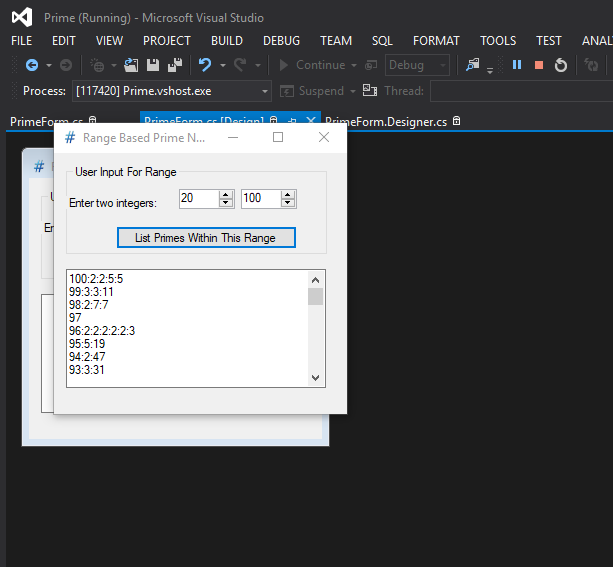 Prime (Running) - Microsoft Visual Studio
FILE EDIT VIEW PROJECT BUILD DEBUG TEAM SQL FORMAT TOOLS TEST ANAL
Continue Debug
Process: [117420] Prime.vshost.exe Suspend Thread:
PrimeForm.cs PrimeForm.cs [Design] PrimeForm.Designer.cs
# Range Based Prime N...
User Input For Range
Enter two integers: 20 100
List Primes Within This Range
100:2:2:5:5
99:3:3:11
98:2:7:7
97
96:2:2:2:2:2:3
95:5:19
94:2:47
93:3:31